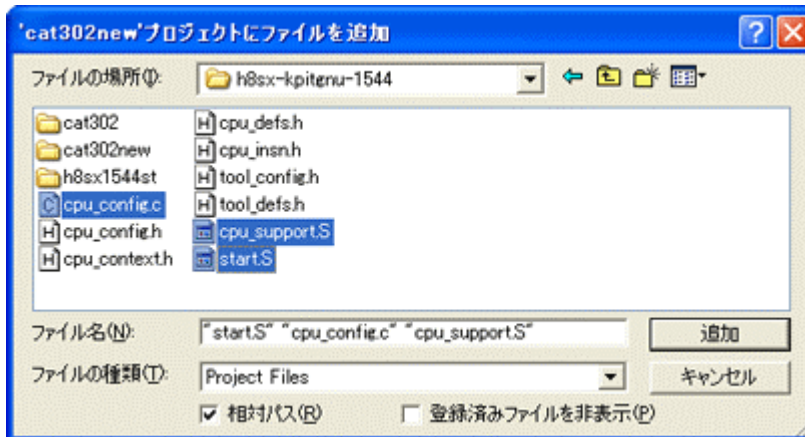 'cat302new'プロジェクトにファイルを追加
ファイルの場所(I): h8sx-kpitgnu-1544
cat302 cpu_defs.h
cat302new cpu_insn.h
h8sx1544st tool_config.h
cpu_config.c tool_defs.h
cpu_config.h cpu_support.S
cpu_context.h start.S
ファイル名(N): "start.S" "cpu_config.c" "cpu_support.S" 追加
ファイルの種類(T): Project Files キャンセル
相対パス(R) 登録済みファイルを非表示(P)